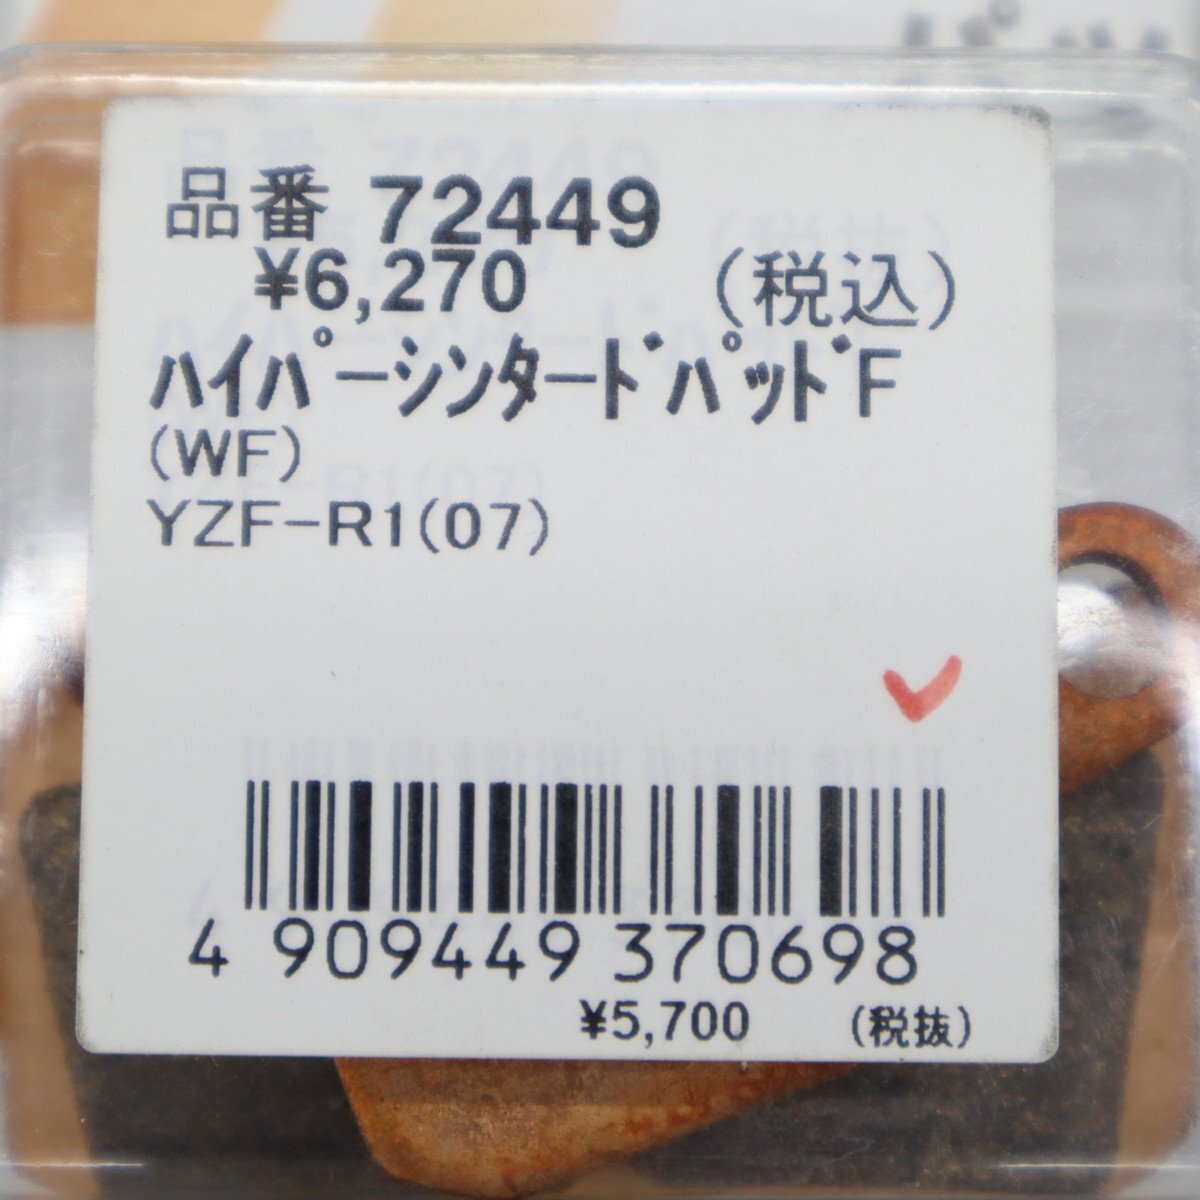 品番 72449
¥6,270 (税込)
ﾊｲﾊﾟｰｼﾝﾀｰﾄﾞﾊﾟｯﾄﾞF
(WF)
YZF-R1(07)
4 909449 370698
¥5,700 (税抜)